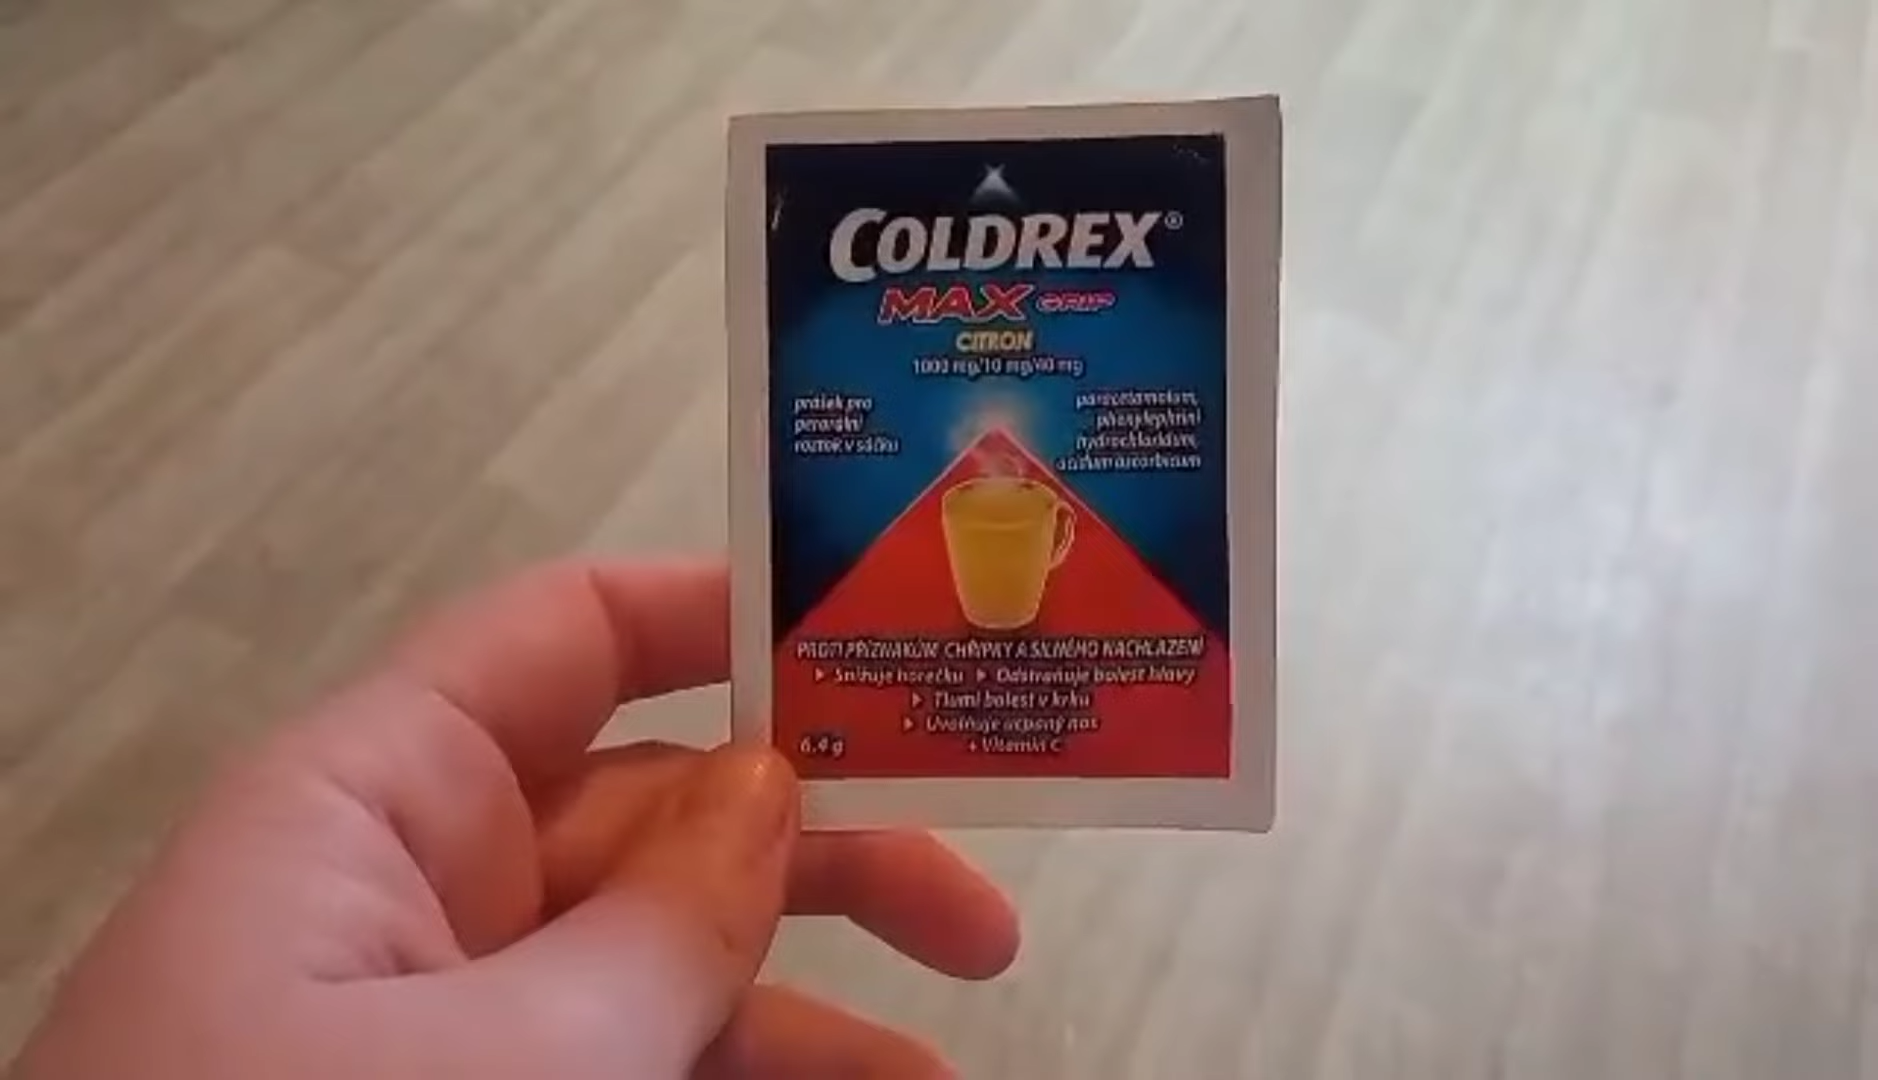 COLDREX®
MAX GRIP
CITRON
1000 mg/10 mg/40 mg
prášek pro
perorální
roztok v sáčku
paracetamolum,
phenylephrini
hydrochloridum,
acidum ascorbicum
PROTI PŘÍZNAKŮM CHŘIPKY A SILNÉHO NACHLAZENÍ
Snižuje horečku Odstraňuje bolest hlavy
Tlumí bolest v krku
Uvolňuje ucpaný nos
+ Vitamin C
6.4 g